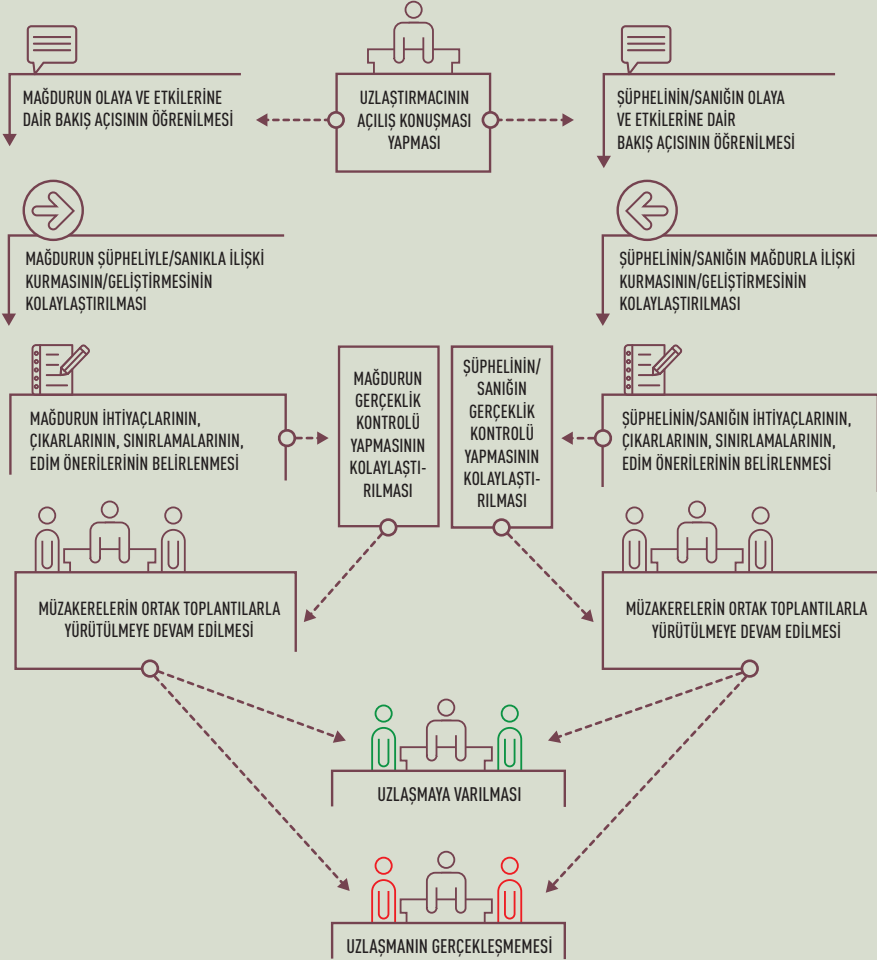 MAĞDURUN OLAYA VE ETKİLERİNE
DAİR BAKIŞ AÇISININ ÖĞRENİLMESİ
UZLAŞTIRMACININ
AÇILIŞ KONUŞMASI
YAPMASI
ŞÜPHELİNİN/SANIĞIN OLAYA
VE ETKİLERİNE DAİR
BAKIŞ AÇISININ ÖĞRENİLMESİ
MAĞDURUN ŞÜPHELİYLE/SANIKLA İLİŞKİ
KURMASININ/GELİŞTİRMESİNİN
KOLAYLAŞTIRILMASI
ŞÜPHELİNİN/SANIĞIN MAĞDURLA İLİŞKİ
KURMASININ/GELİŞTİRMESİNİN
KOLAYLAŞTIRILMASI
MAĞDURUN İHTİYAÇLARININ,
ÇIKARLARININ, SINIRLAMALARININ,
EDİM ÖNERİLERİNİN BELİRLENMESİ
MAĞDURUN
GERÇEKLİK
KONTROLÜ
YAPMASININ
KOLAYLAŞTI-
RILMASI
ŞÜPHELİNİN/
SANIĞIN
GERÇEKLİK
KONTROLÜ
YAPMASININ
KOLAYLAŞTI-
RILMASI
ŞÜPHELİNİN/SANIĞIN İHTİYAÇLARININ,
ÇIKARLARININ, SINIRLAMALARININ,
EDİM ÖNERİLERİNİN BELİRLENMESİ
MÜZAKERELERİN ORTAK TOPLANTILARLA
YÜRÜTÜLMEYE DEVAM EDİLMESİ
MÜZAKERELERİN ORTAK TOPLANTILARLA
YÜRÜTÜLMEYE DEVAM EDİLMESİ
UZLAŞMAYA VARILMASI
UZLAŞMANIN GERÇEKLEŞMEMESİ